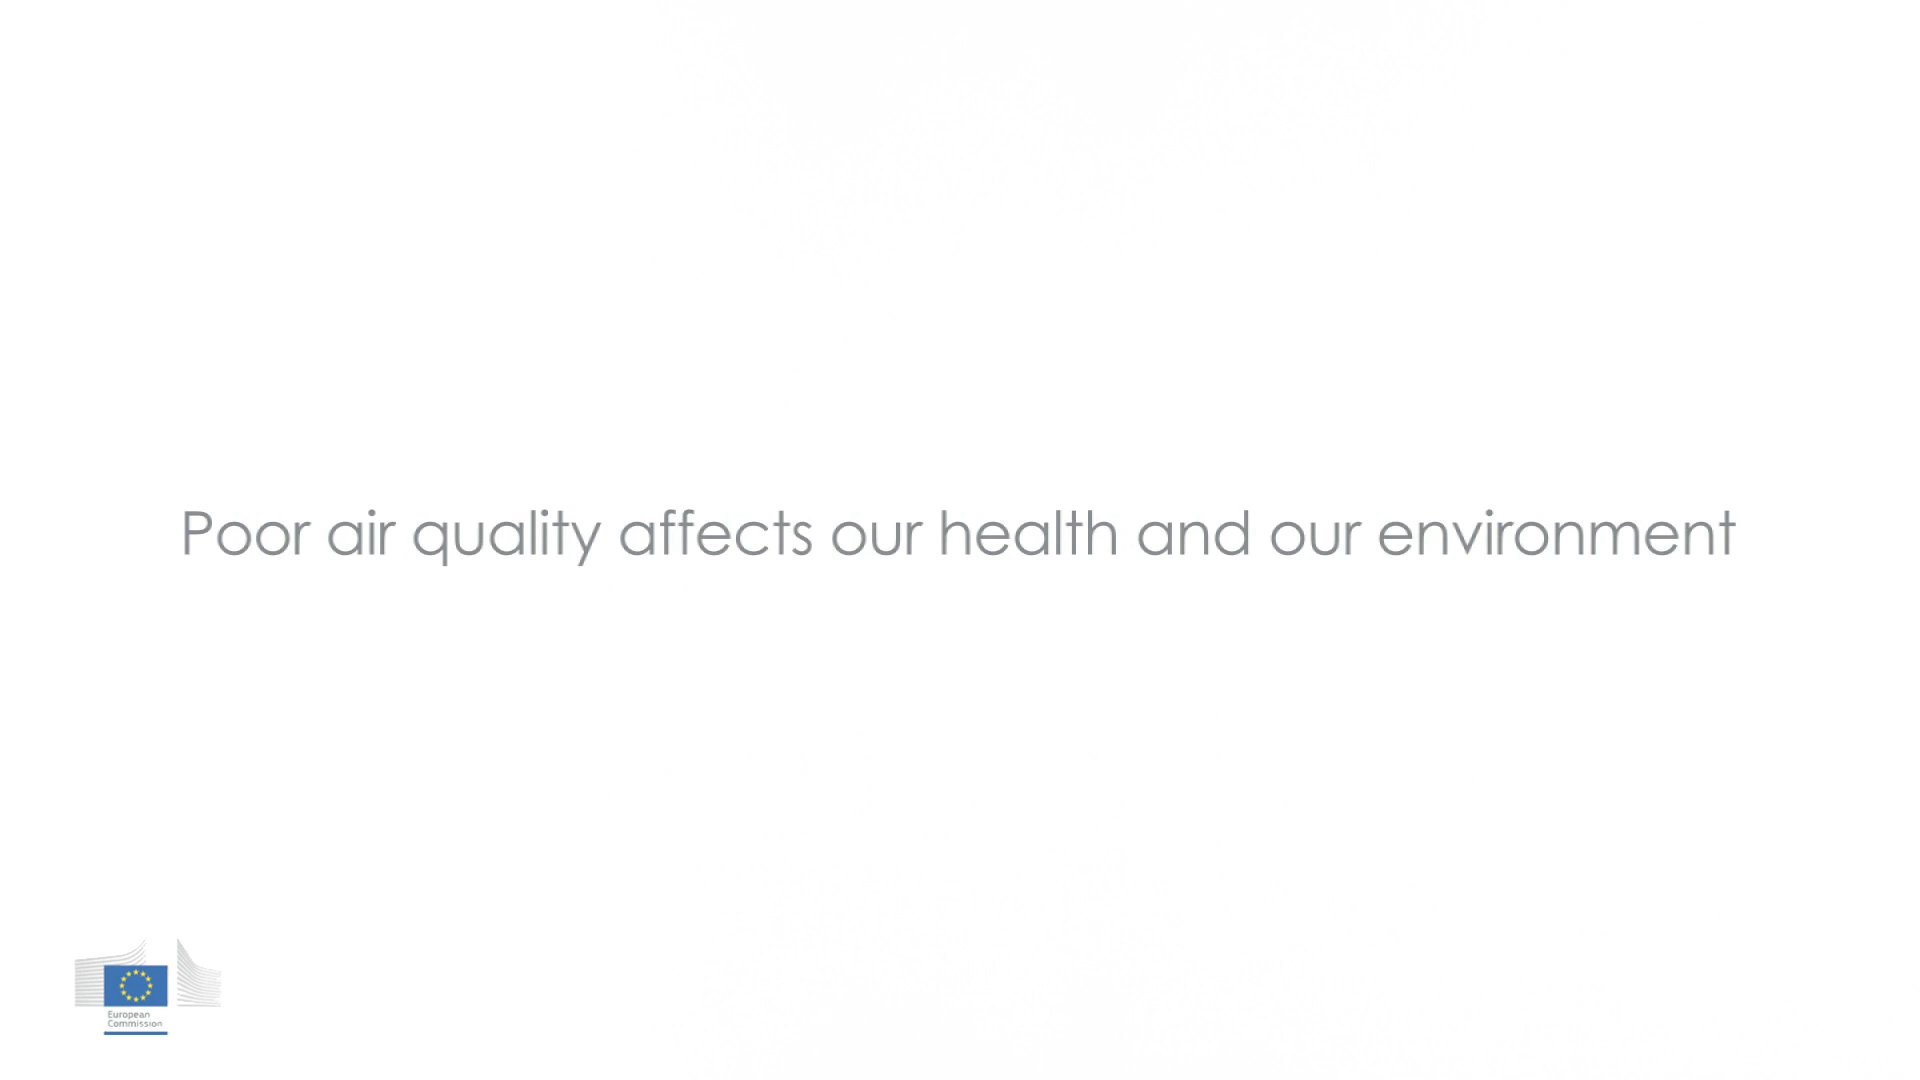 Poor air quality affects our health and our environment
European
Commission